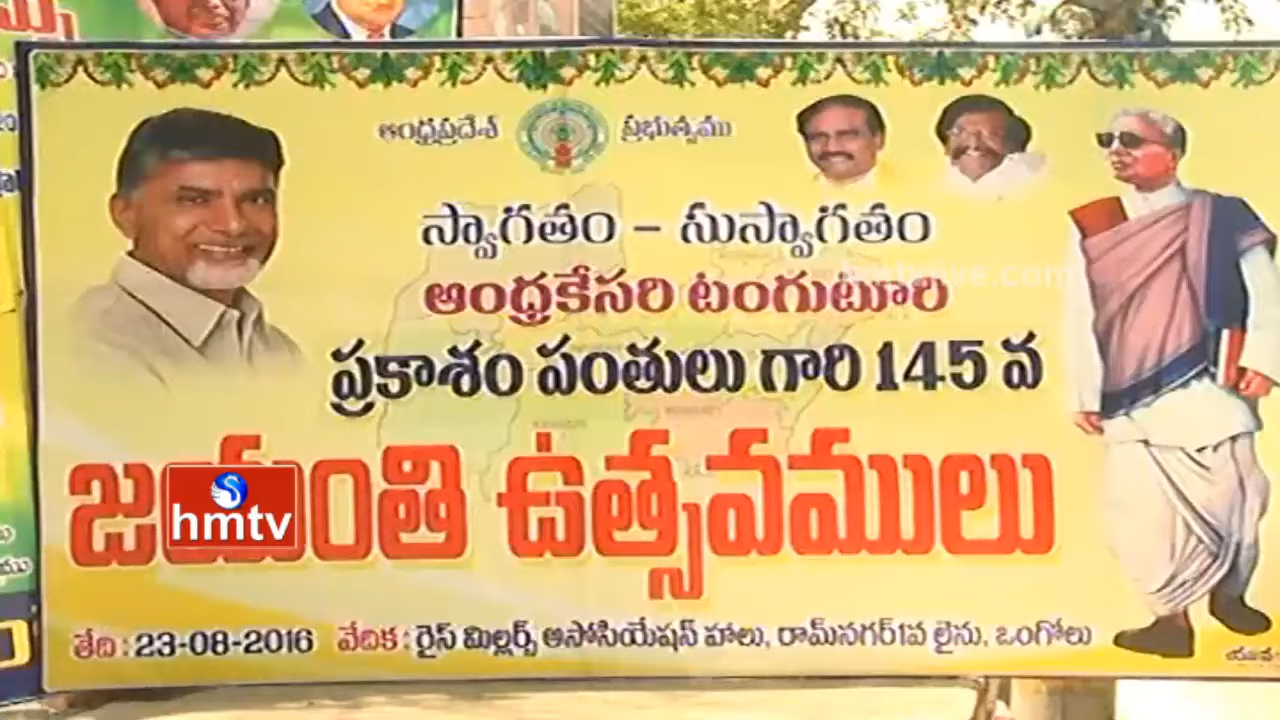 ఆంధ్రప్రదేశ్ ప్రభుత్వము
స్వాగతం – సుస్వాగతం
ఆంధ్రకేసరి టంగుటూరి
ప్రకాశం పంతులు గారి 145 వ
జయంతి ఉత్సవములు
hmtv
తేది : 23-08-2016 వేదిక : రైస్ మిల్లర్స్ అసోసియేషన్ హాలు, రామ్‌నగర్ 1వ లైను, ఒంగోలు